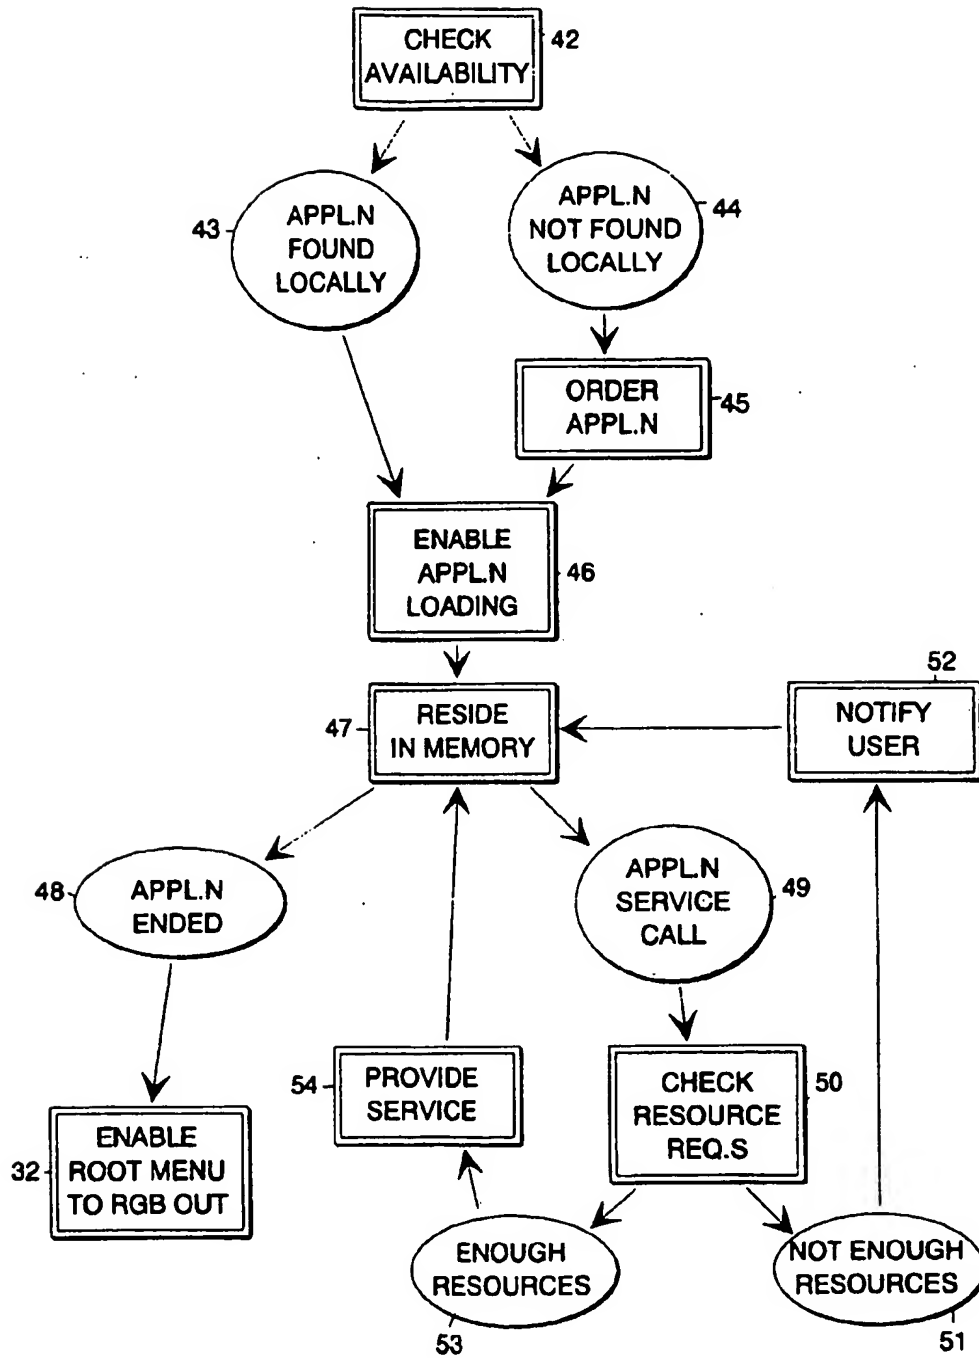 CHECK
AVAILABILITY
42
43
APPL.N
FOUND
LOCALLY
APPL.N
NOT FOUND
LOCALLY
44
ORDER
APPL.N
45
ENABLE
APPL.N
LOADING
46
52
47
RESIDE
IN MEMORY
NOTIFY
USER
48
APPL.N
ENDED
APPL.N
SERVICE
CALL
49
54
PROVIDE
SERVICE
CHECK
RESOURCE
REQ.S
50
32
ENABLE
ROOT MENU
TO RGB OUT
ENOUGH
RESOURCES
53
NOT ENOUGH
RESOURCES
51